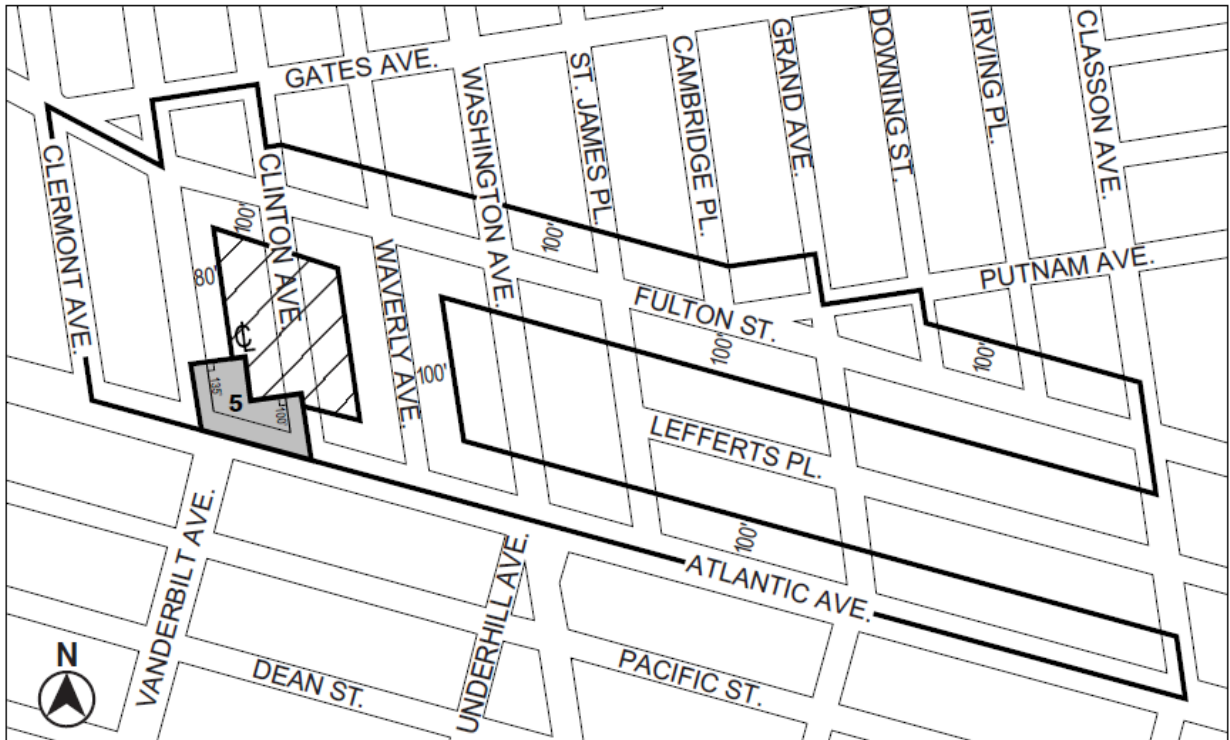 GATES AVE.
WASHINGTON AVE.
ST. JAMES PL.
CAMBRIDGE PL.
GRAND AVE.
DOWNING ST.
IRVING PL.
CLASSON AVE.
CLERMONT AVE.
CLINTON AVE.
100'
80'
WAVERLY AVE.
100'
PUTNAM AVE.
FULTON ST.
100'
100'
℄
100'
135'
5
100'
LEFFERTS PL.
100'
ATLANTIC AVE.
VANDERBILT AVE.
UNDERHILL AVE.
DEAN ST.
PACIFIC ST.
N